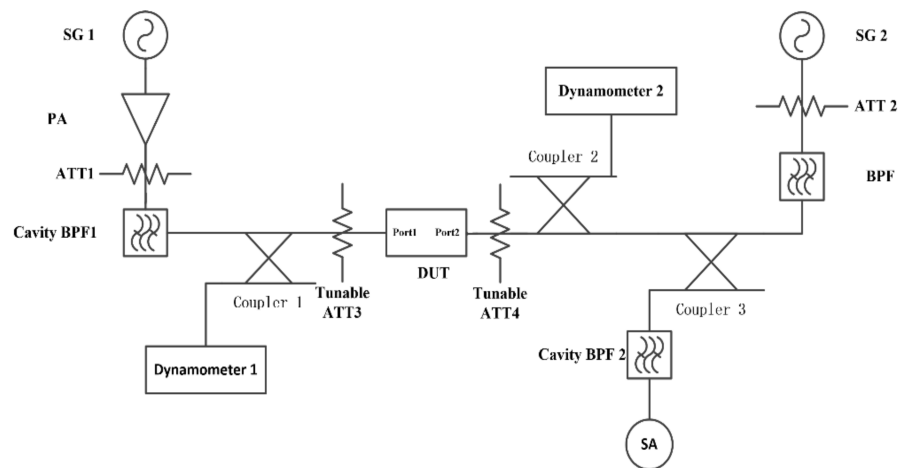 SG 1
SG 2
Dynamometer 2
PA
ATT 2
Coupler 2
ATT1
BPF
Cavity BPF1
Port1 Port2
DUT
Tunable
ATT3
Tunable
ATT4
Coupler 1
Coupler 3
Dynamometer 1
Cavity BPF 2
SA